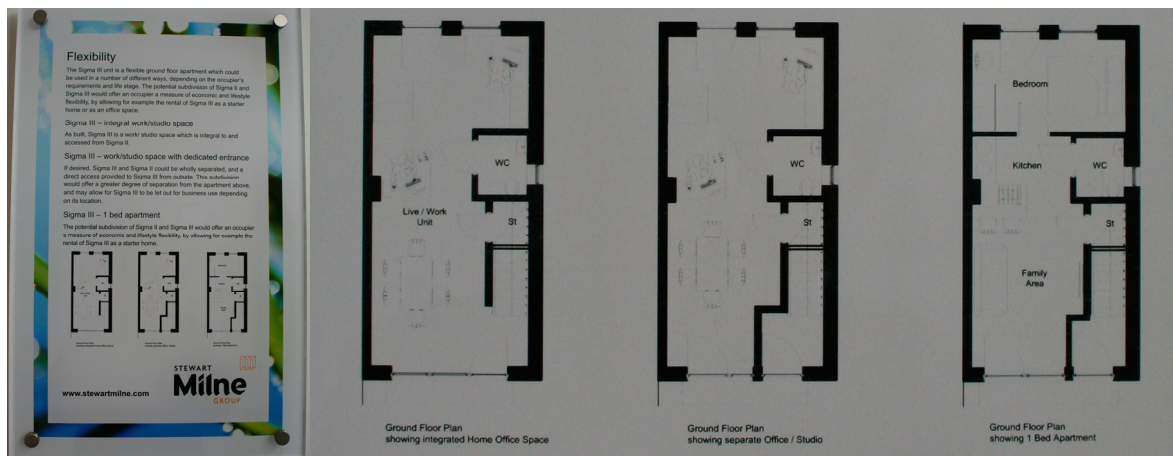 Flexibility
The Sigma III unit is a flexible ground floor apartment which could
be used in a number of different ways, depending on the occupier's
requirements and life stage. The potential subdivision of Sigma II and
Sigma III would offer an occupier a measure of economic and lifestyle
flexibility, by allowing for example the rental of Sigma III as a starter
home or as an office space.
Sigma III – integral work/studio space
As built, Sigma III is a work/ studio space which is integral to and
accessed from Sigma II.
Sigma III – work/studio space with dedicated entrance
If desired, Sigma III and Sigma II could be wholly separated, and a
direct access provided to Sigma III from outside. This subdivision
would offer a greater degree of separation from the apartment above,
and may allow for Sigma III to be let out for business use depending
on its location.
Sigma III – 1 bed apartment
The potential subdivision of Sigma II and Sigma III would offer an occupier
a measure of economic and lifestyle flexibility, by allowing for example the
rental of Sigma III as a starter home.
www.stewartmilne.com
STEWART
Milne
GROUP
WC
Live / Work
Unit
St
Ground Floor Plan
showing integrated Home Office Space
WC
St
Ground Floor Plan
showing separate Office / Studio
Bedroom
Kitchen
WC
St
Family
Area
Ground Floor Plan
showing 1 Bed Apartment